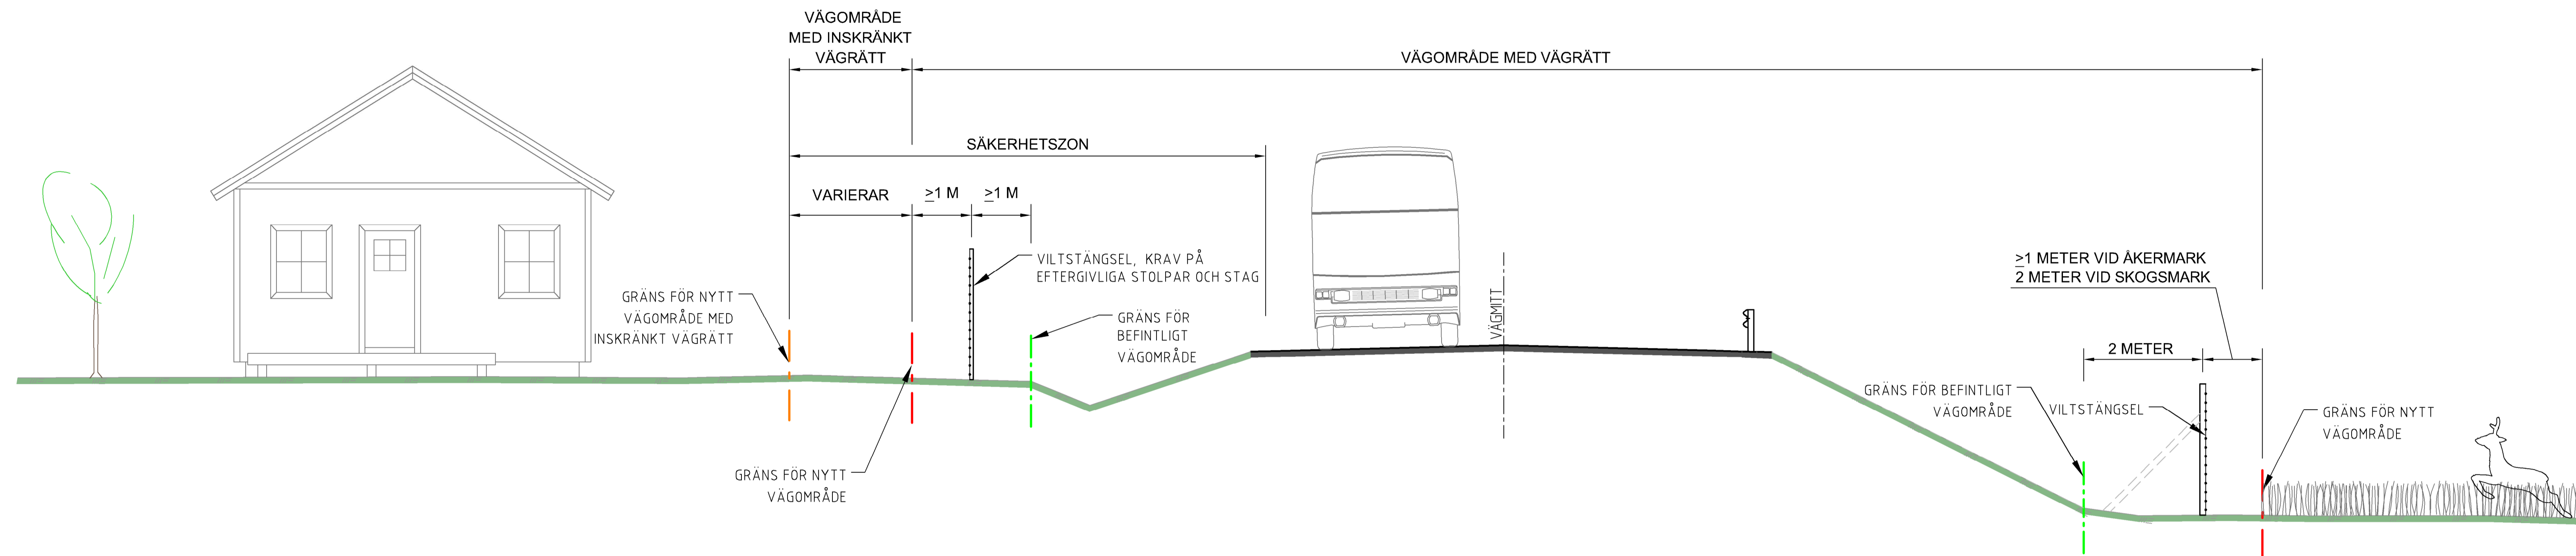 VÄGOMRÅDE
MED INSKRÄNKT
VÄGRÄTT
VÄGOMRÅDE MED VÄGRÄTT
SÄKERHETSZON
VARIERAR
≥1 M
≥1 M
VILTSTÄNGSEL, KRAV PÅ
EFTERGIVLIGA STOLPAR OCH STAG
GRÄNS FÖR NYTT
VÄGOMRÅDE MED
INSKRÄNKT VÄGRÄTT
GRÄNS FÖR
BEFINTLIGT
VÄGOMRÅDE
GRÄNS FÖR NYTT
VÄGOMRÅDE
VÄGMITT
≥1 METER VID ÅKERMARK
2 METER VID SKOGSMARK
2 METER
GRÄNS FÖR BEFINTLIGT
VÄGOMRÅDE
VILTSTÄNGSEL
GRÄNS FÖR NYTT
VÄGOMRÅDE